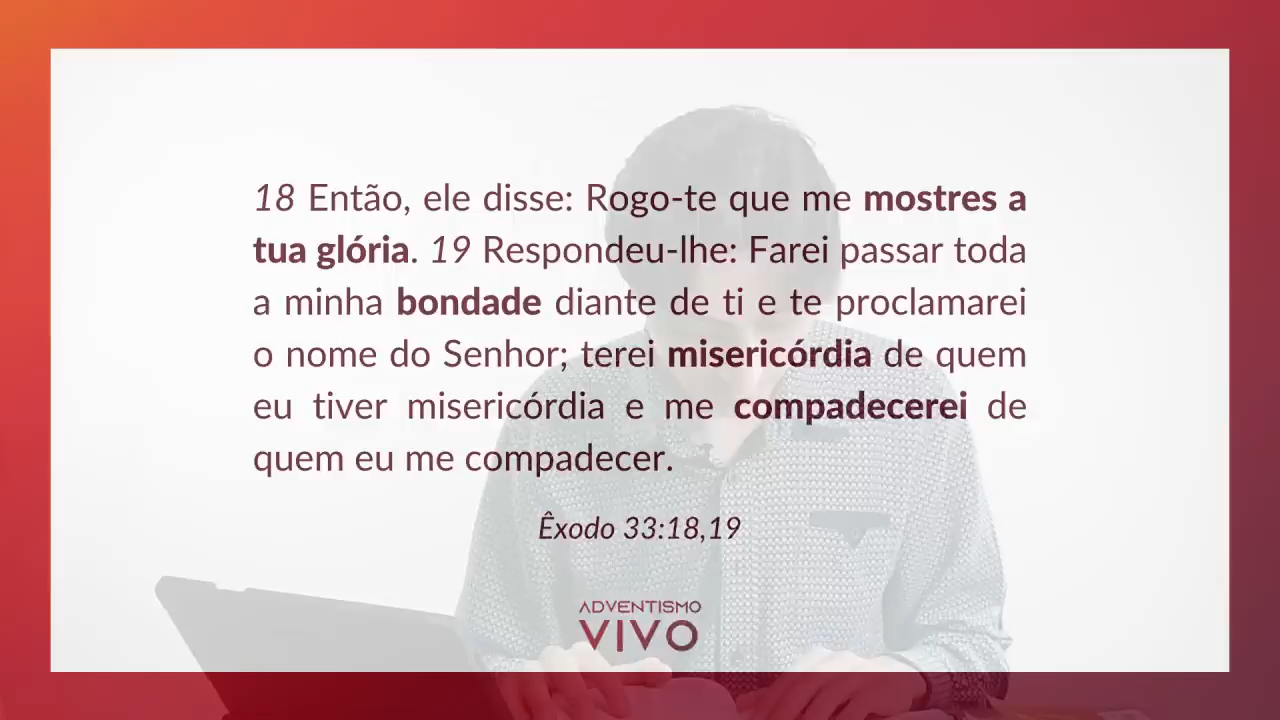 18 Então, ele disse: Rogo-te que me mostres a
tua glória. 19 Respondeu-lhe: Farei passar toda
a minha bondade diante de ti e te proclamarei
o nome do Senhor; terei misericórdia de quem
eu tiver misericórdia e me compadecerei de
quem eu me compadecer.
Êxodo 33:18,19
ADVENTISMO
VIVO